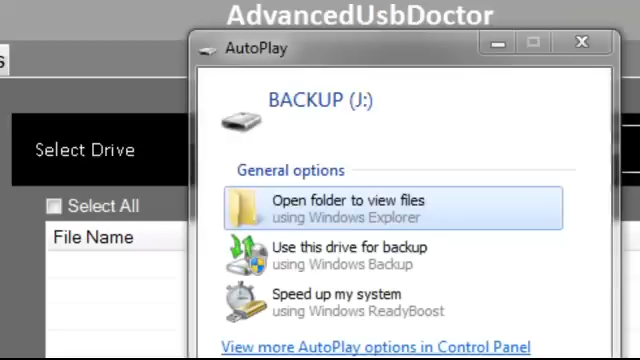 AdvancedUsbDoctor
AutoPlay
BACKUP (J:)
Select Drive
General options
Open folder to view files
using Windows Explorer
Select All
File Name
Use this drive for backup
using Windows Backup
Speed up my system
using Windows ReadyBoost
View more AutoPlay options in Control Panel